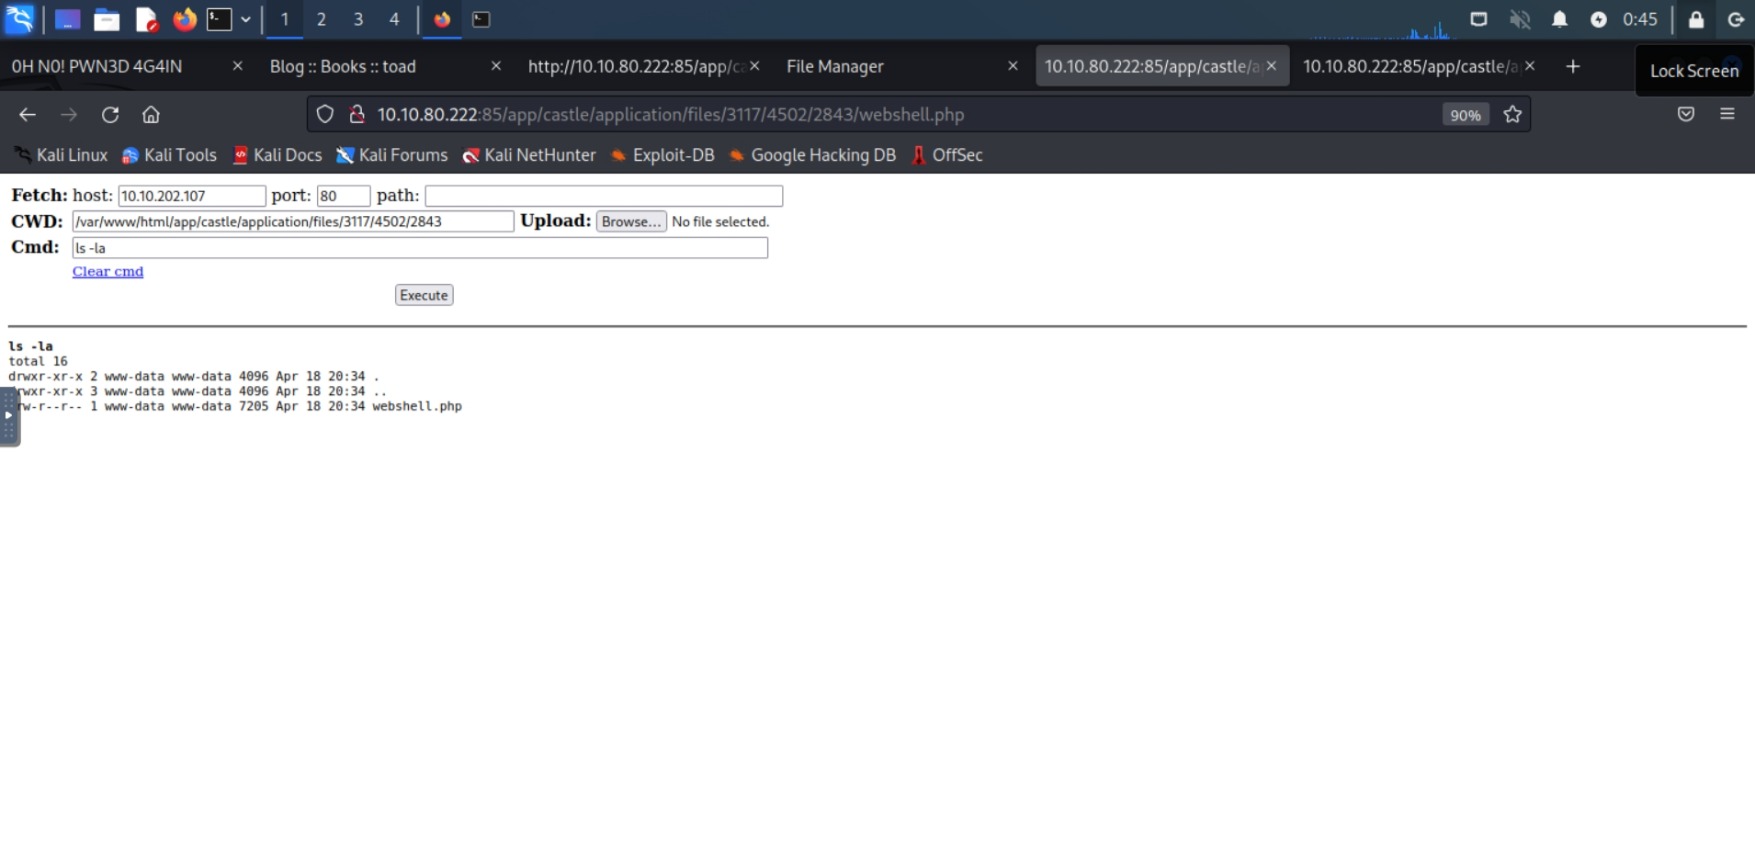 1 2 3 4 0:45
0H N0! PWN3D 4G4IN Blog :: Books :: toad http://10.10.80.222:85/app/ca File Manager 10.10.80.222:85/app/castle/a 10.10.80.222:85/app/castle/a Lock Screen
10.10.80.222:85/app/castle/application/files/3117/4502/2843/webshell.php 90%
Kali Linux Kali Tools Kali Docs Kali Forums Kali NetHunter Exploit-DB Google Hacking DB OffSec
Fetch: host: 10.10.202.107 port: 80 path:
CWD: /var/www/html/app/castle/application/files/3117/4502/2843 Upload: Browse... No file selected.
Cmd: ls -la
Clear cmd
Execute
ls -la
total 16
drwxr-xr-x 2 www-data www-data 4096 Apr 18 20:34 .
rwxr-xr-x 3 www-data www-data 4096 Apr 18 20:34 ..
rw-r--r-- 1 www-data www-data 7205 Apr 18 20:34 webshell.php